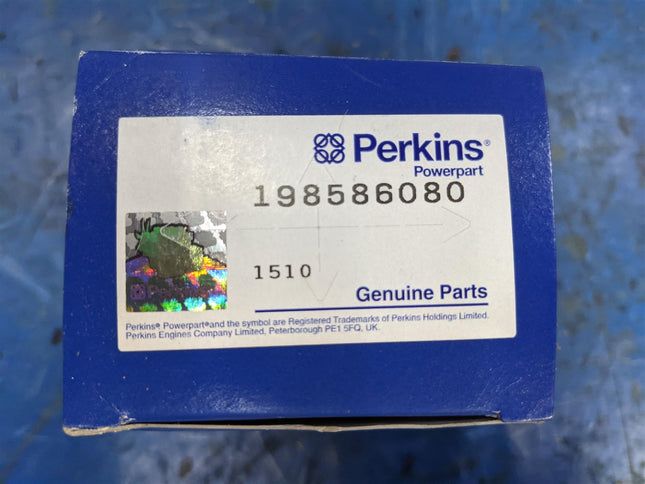 Perkins®
Powerpart
198586080
1510
Genuine Parts
Perkins® Powerpart® and the symbol are Registered Trademarks of Perkins Holdings Limited.
Perkins Engines Company Limited, Peterborough PE1 5FQ, UK.